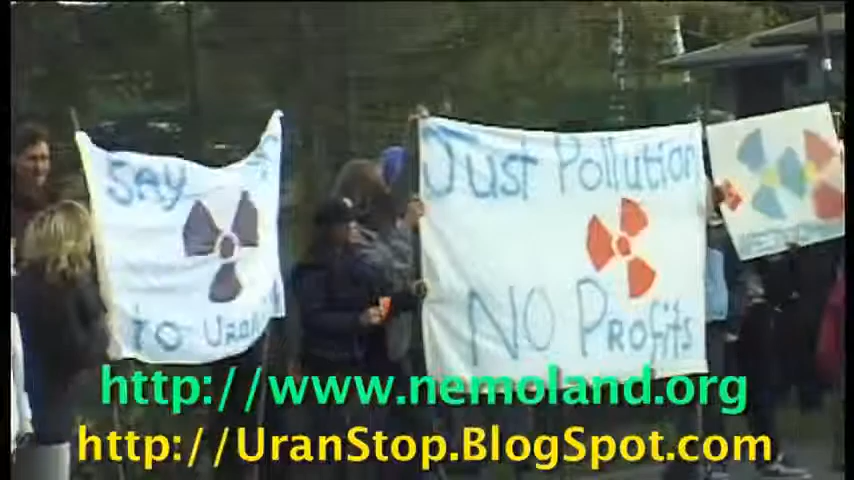 SAY
TO URAN
Just Pollution
NO Profits
http://www.nemoland.org
http://UranStop.BlogSpot.com